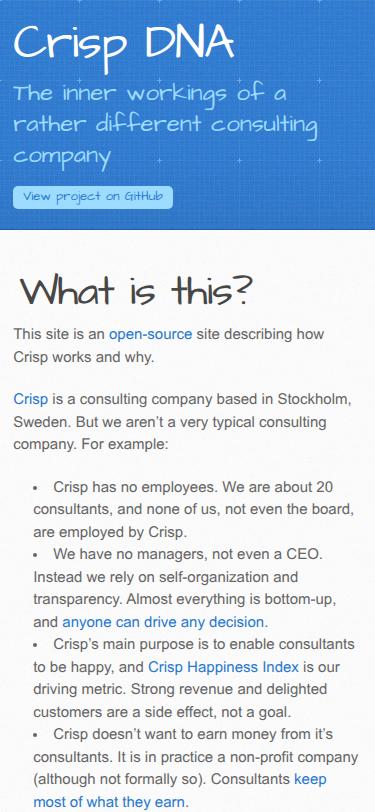 Crisp DNA
The inner workings of a
rather different consulting
company
View project on GitHub
What is this?
This site is an open-source site describing how
Crisp works and why.
Crisp is a consulting company based in Stockholm,
Sweden. But we aren't a very typical consulting
company. For example:
• Crisp has no employees. We are about 20
consultants, and none of us, not even the board,
are employed by Crisp.
• We have no managers, not even a CEO.
Instead we rely on self-organization and
transparency. Almost everything is bottom-up,
and anyone can drive any decision.
• Crisp's main purpose is to enable consultants
to be happy, and Crisp Happiness Index is our
driving metric. Strong revenue and delighted
customers are a side effect, not a goal.
• Crisp doesn't want to earn money from it's
consultants. It is in practice a non-profit company
(although not formally so). Consultants keep
most of what they earn.